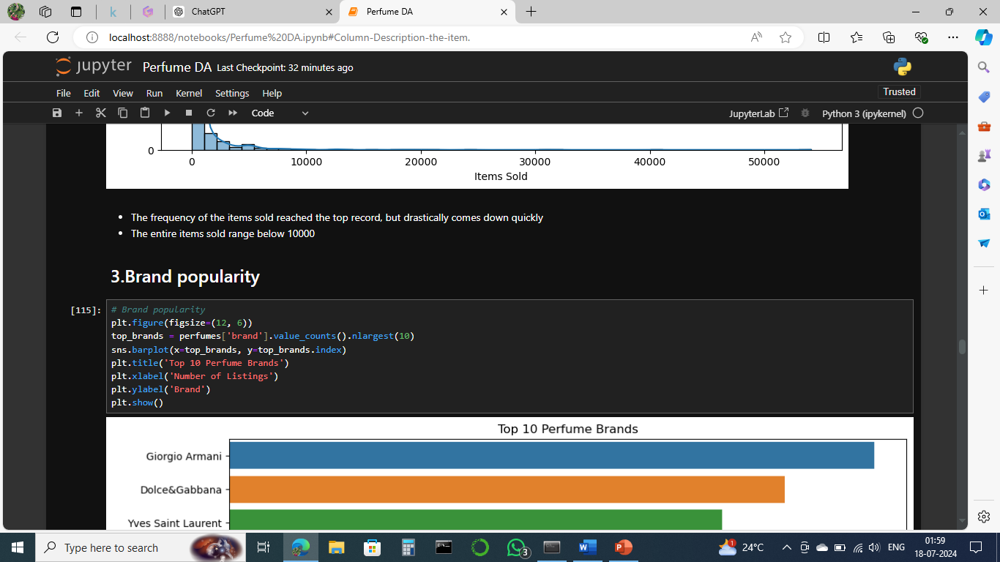 ChatGPT
Perfume DA
localhost:8888/notebooks/Perfume%20DA.ipynb#Column-Description-the-item.
jupyter Perfume DA Last Checkpoint: 32 minutes ago
File Edit View Run Kernel Settings Help
Trusted
Code
JupyterLab
Python 3 (ipykernel)
0
0 10000 20000 30000 40000 50000
Items Sold
• The frequency of the items sold reached the top record, but drastically comes down quickly
• The entire items sold range below 10000
3.Brand popularity
[115]:
# Brand popularity
plt.figure(figsize=(12, 6))
top_brands = perfumes['brand'].value_counts().nlargest(10)
sns.barplot(x=top_brands, y=top_brands.index)
plt.title('Top 10 Perfume Brands')
plt.xlabel('Number of Listings')
plt.ylabel('Brand')
plt.show()
Top 10 Perfume Brands
Giorgio Armani
Dolce&Gabbana
Yves Saint Laurent
Type here to search
3
1
24°C
ENG
01:59
18-07-2024